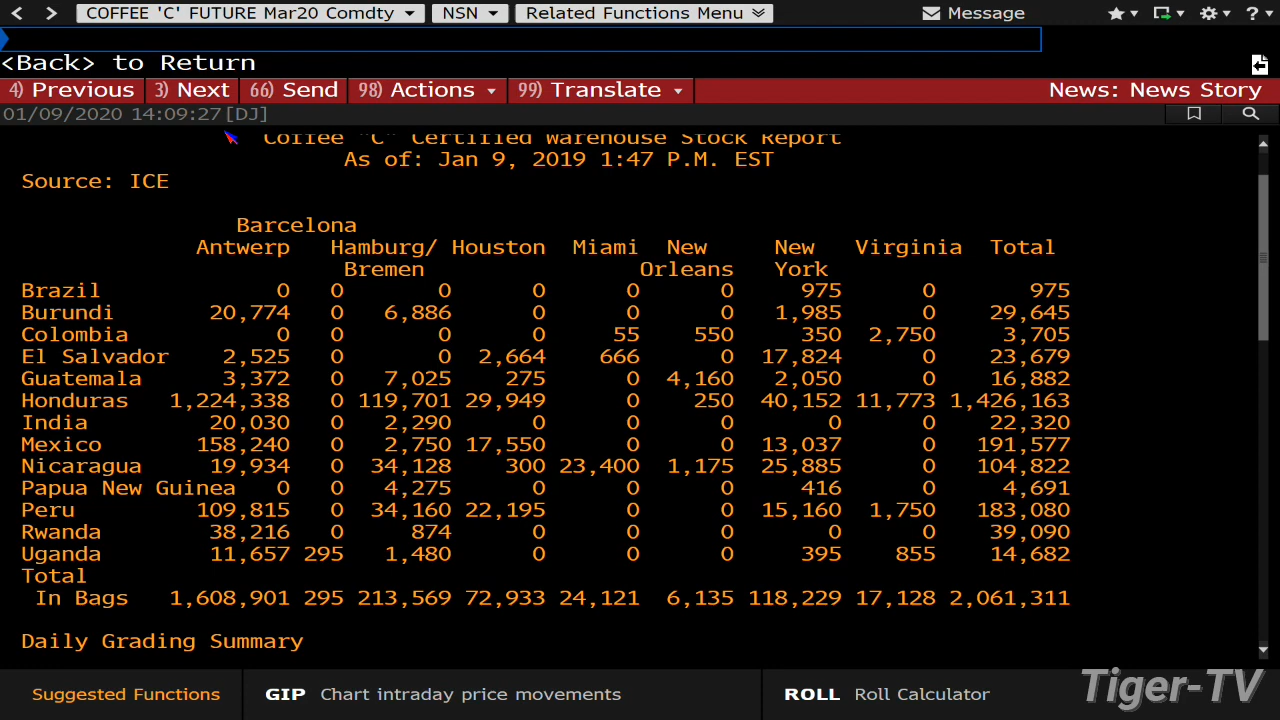 COFFEE 'C' FUTURE Mar20 Comdty NSN Related Functions Menu Message ?
<Back> to Return
4) Previous 3) Next 66) Send 98) Actions 99) Translate News: News Story
01/09/2020 14:09:27[DJ]
Coffee "C" Certified Warehouse Stock Report
As of: Jan 9, 2019 1:47 P.M. EST
Source: ICE
Barcelona
Antwerp Hamburg/ Houston Miami New New Virginia Total
Bremen Orleans York
Brazil 0 0 0 0 0 0 975 0 975
Burundi 20,774 0 6,886 0 0 0 1,985 0 29,645
Colombia 0 0 0 0 55 550 350 2,750 3,705
El Salvador 2,525 0 0 2,664 666 0 17,824 0 23,679
Guatemala 3,372 0 7,025 275 0 4,160 2,050 0 16,882
Honduras 1,224,338 0 119,701 29,949 0 250 40,152 11,773 1,426,163
India 20,030 0 2,290 0 0 0 0 0 22,320
Mexico 158,240 0 2,750 17,550 0 0 13,037 0 191,577
Nicaragua 19,934 0 34,128 300 23,400 1,175 25,885 0 104,822
Papua New Guinea 0 0 4,275 0 0 0 416 0 4,691
Peru 109,815 0 34,160 22,195 0 0 15,160 1,750 183,080
Rwanda 38,216 0 874 0 0 0 0 0 39,090
Uganda 11,657 295 1,480 0 0 0 395 855 14,682
Total
In Bags 1,608,901 295 213,569 72,933 24,121 6,135 118,229 17,128 2,061,311
Daily Grading Summary
Suggested Functions GIP Chart intraday price movements ROLL Roll Calculator
Tiger-TV